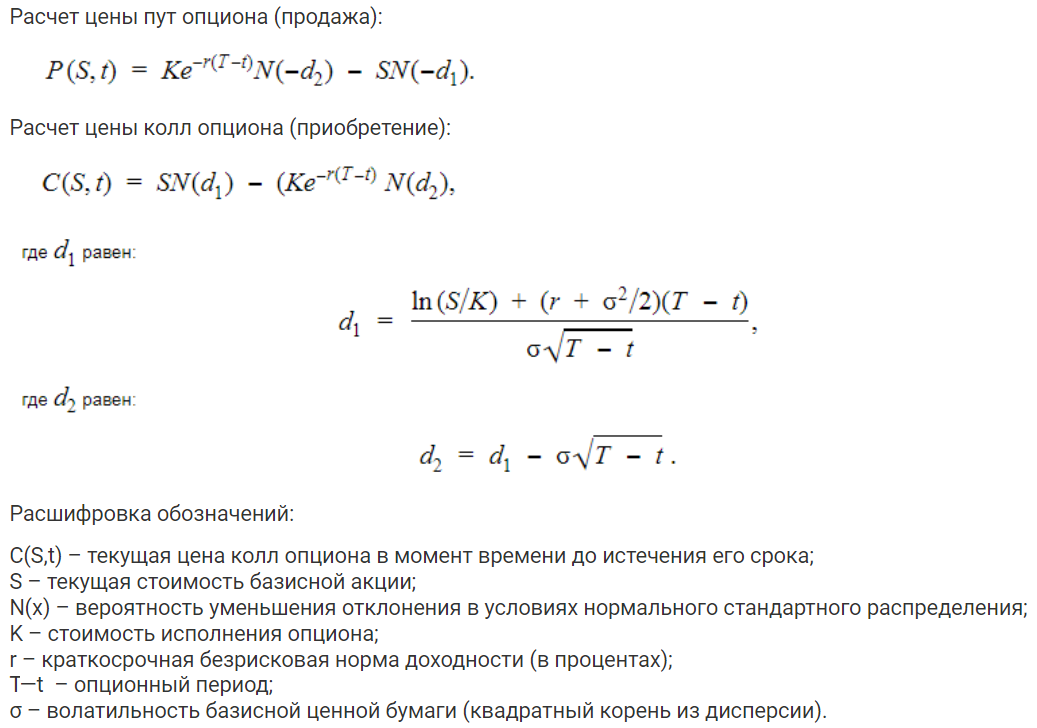 Расчет цены пут опциона (продажа):
P(S, t) = Ke^{−r(T−t)}N(−d₂) − SN(−d₁).
Расчет цены колл опциона (приобретение):
C(S, t) = SN(d₁) − (Ke^{−r(T−t)} N(d₂),
где d₁ равен:
d₁ = \frac{ln(S/K) + (r + σ²/2)(T − t)}{σ√(T − t)},
где d₂ равен:
d₂ = d₁ − σ√(T − t).
Расшифровка обозначений:
C(S,t) – текущая цена колл опциона в момент времени до истечения его срока;
S – текущая стоимость базисной акции;
N(x) – вероятность уменьшения отклонения в условиях нормального стандартного распределения;
K – стоимость исполнения опциона;
r – краткосрочная безрисковая норма доходности (в процентах);
T—t – опционный период;
σ – волатильность базисной ценной бумаги (квадратный корень из дисперсии).